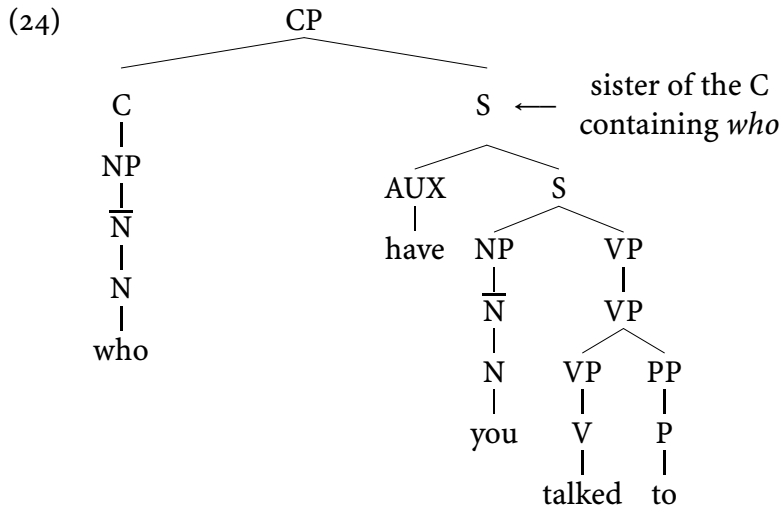 (24) CP
C S ← sister of the C
containing who
NP AUX S
N̅ have NP VP
N N̅ VP
who N VP PP
you V P
talked to